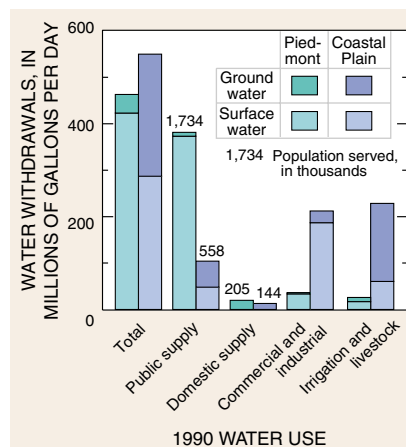 WATER WITHDRAWALS, IN
MILLIONS OF GALLONS PER DAY
600
400
200
0
Pied-
mont
Coastal
Plain
Ground
water
Surface
water
1,734 Population served,
in thousands
1,734
558
205
144
Total
Public supply
Domestic supply
Commercial and
industrial
Irrigation and
livestock
1990 WATER USE